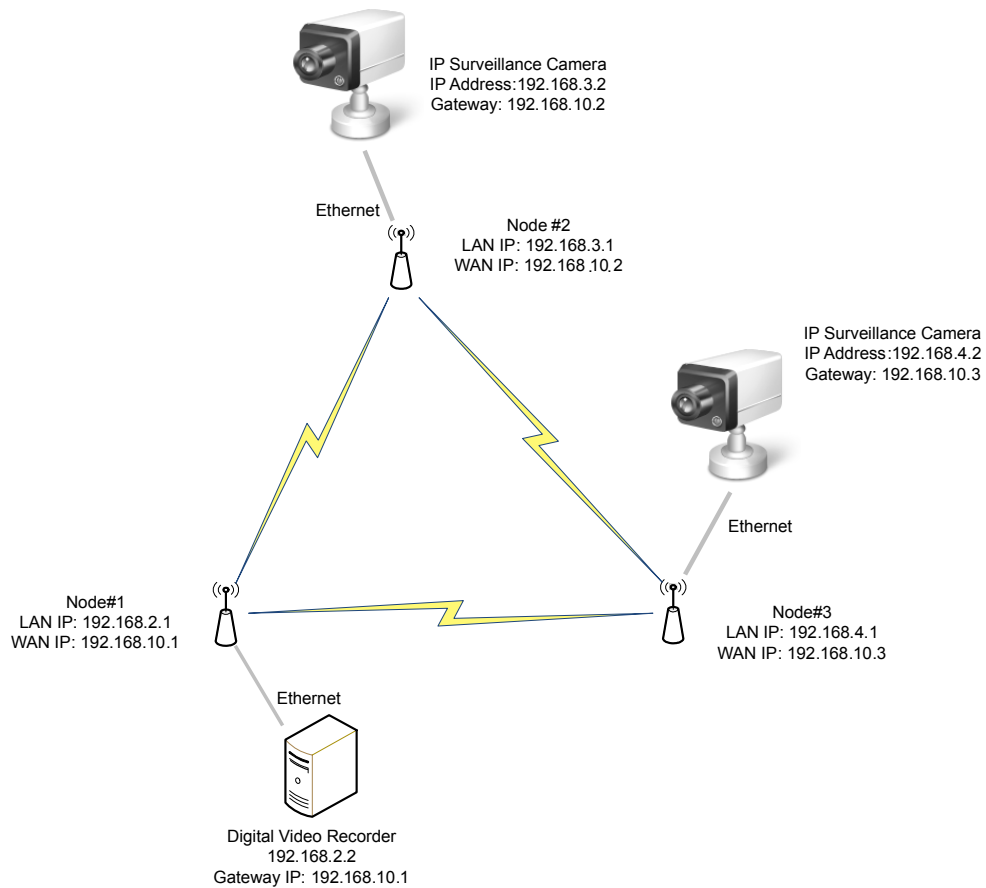 IP Surveillance Camera
IP Address:192.168.3.2
Gateway: 192.168.10.2
Ethernet
Node #2
LAN IP: 192.168.3.1
WAN IP: 192.168.10.2
IP Surveillance Camera
IP Address:192.168.4.2
Gateway: 192.168.10.3
Ethernet
Node#1
LAN IP: 192.168.2.1
WAN IP: 192.168.10.1
Node#3
LAN IP: 192.168.4.1
WAN IP: 192.168.10.3
Ethernet
Digital Video Recorder
192.168.2.2
Gateway IP: 192.168.10.1